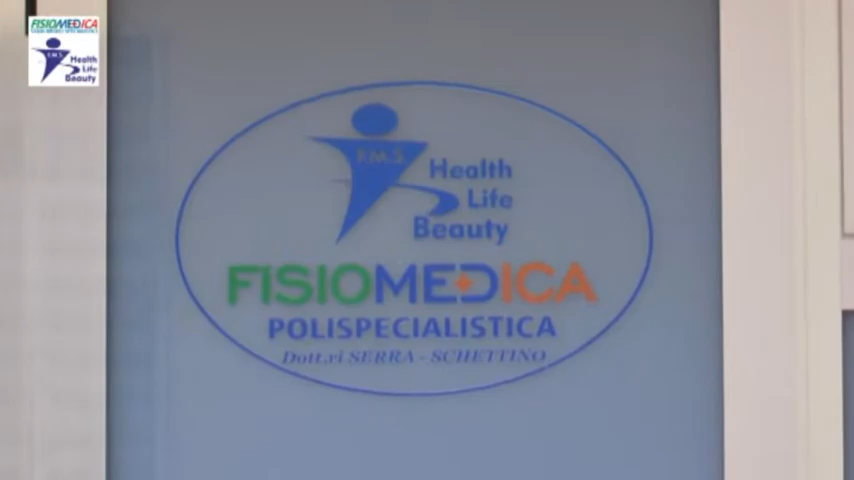 FISIOMEDICA
F.M.S.
Health
Life
Beauty
F.M.S.
Health
Life
Beauty
FISIOMEDICA
POLISPECIALISTICA
Dott.ri SERRA - SCHETTINO